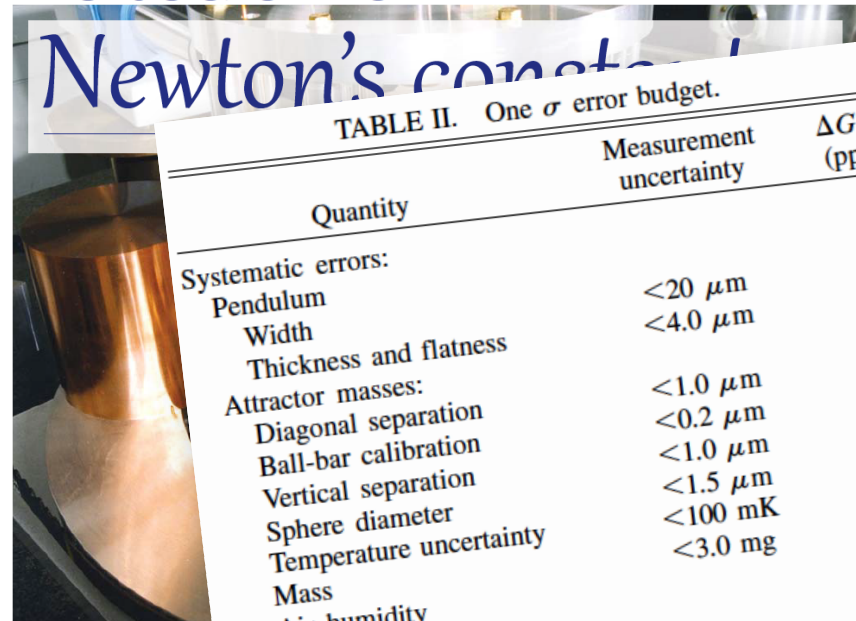 Newton's
TABLE II. One σ error budget.
Quantity Measurement uncertainty ΔG
Systematic errors:
Pendulum
Width <20 μm
Thickness and flatness <4.0 μm
Attractor masses:
Diagonal separation <1.0 μm
Ball-bar calibration <0.2 μm
Vertical separation <1.0 μm
Sphere diameter <1.5 μm
Temperature uncertainty <100 mK
Mass <3.0 mg
humidity